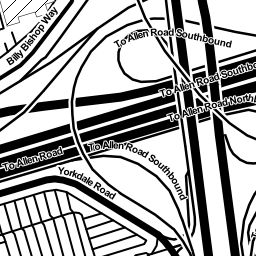 Billy Bishop Way
To Allen Road Southbound
To Allen Road Southbo
To Allen Road North
To Allen Road
To Allen Road Southbound
Yorkdale Road